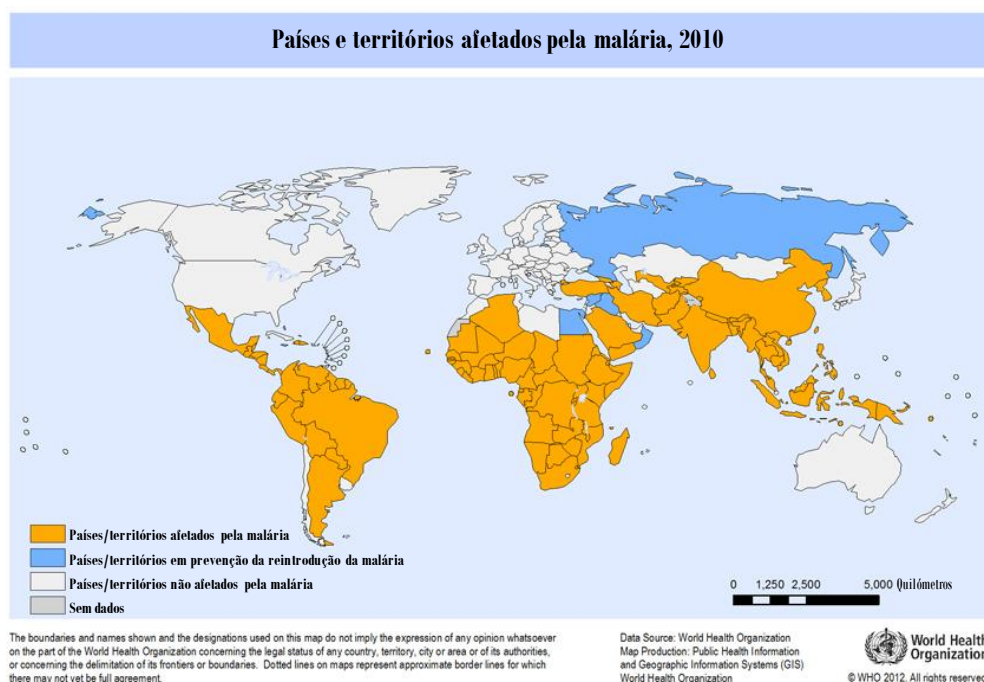 Países e territórios afetados pela malária, 2010
Países/territórios afetados pela malária
Países/territórios em prevenção da reintrodução da malária
Países/territórios não afetados pela malária
Sem dados
0 1,250 2,500 5,000 Quilómetros
The boundaries and names shown and the designations used on this map do not imply the expression of any opinion whatsoever
on the part of the World Health Organization concerning the legal status of any country, territory, city or area or of its authorities,
or concerning the delimitation of its frontiers or boundaries. Dotted lines on maps represent approximate border lines for which
there may not yet be full agreement.
Data Source: World Health Organization
Map Production: Public Health Information
and Geographic Information Systems (GIS)
World Health Organization
World Health
Organization
© WHO 2012. All rights reserved